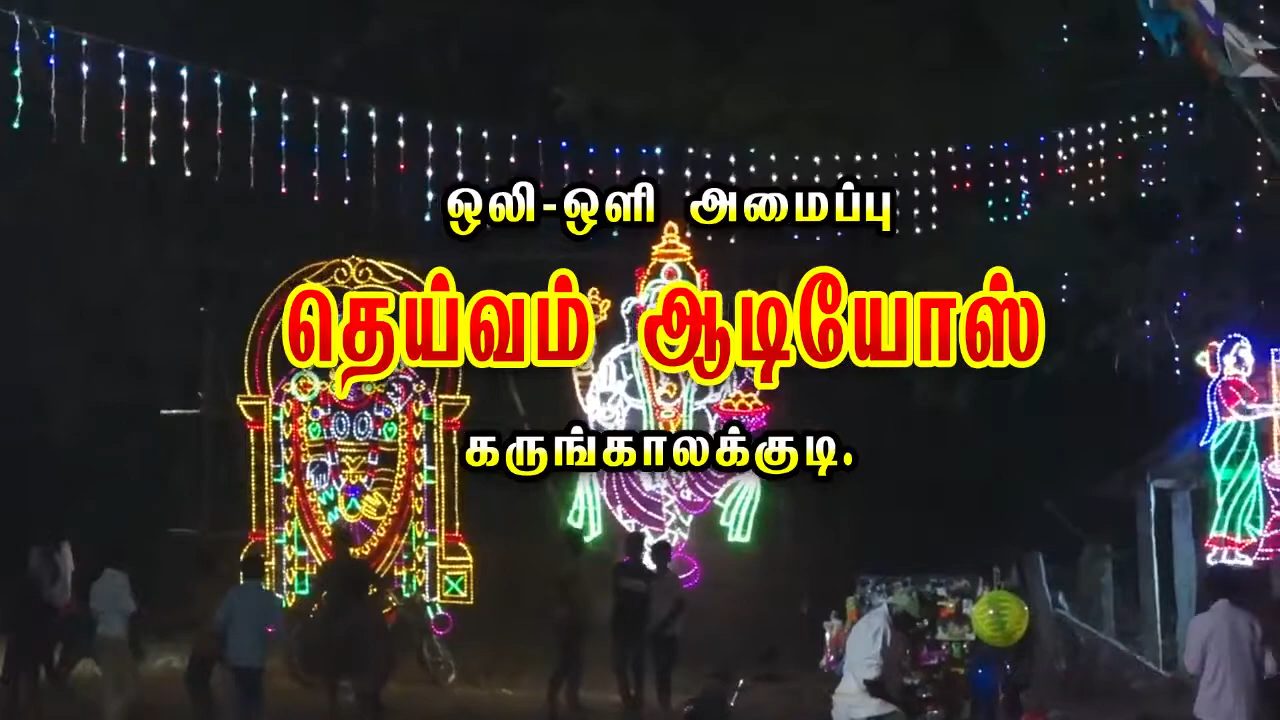 ஒலி-ஒளி அமைப்பு
தெய்வம் ஆடியோஸ்
கருங்காலக்குடி.